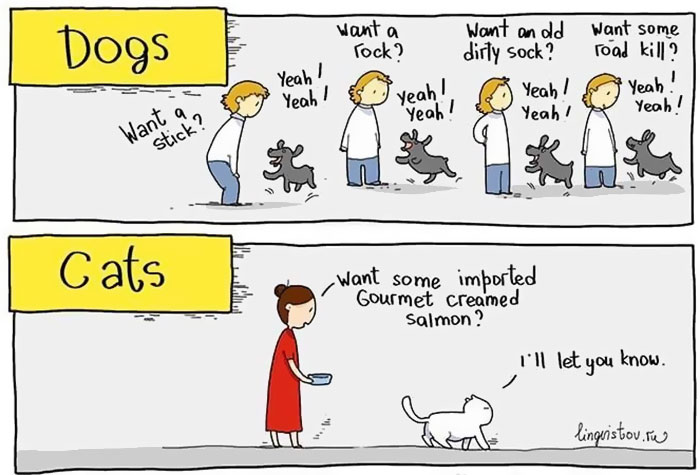 Dogs
Want a
stick?
Yeah!
Yeah!
Want a
rock?
Yeah!
Yeah!
Want an old
dirty sock?
Yeah!
Yeah!
Want some
road kill?
Yeah!
Yeah!
Cats
Want some imported
Gourmet creamed
salmon?
I'll let you know.
lingvistov.ru